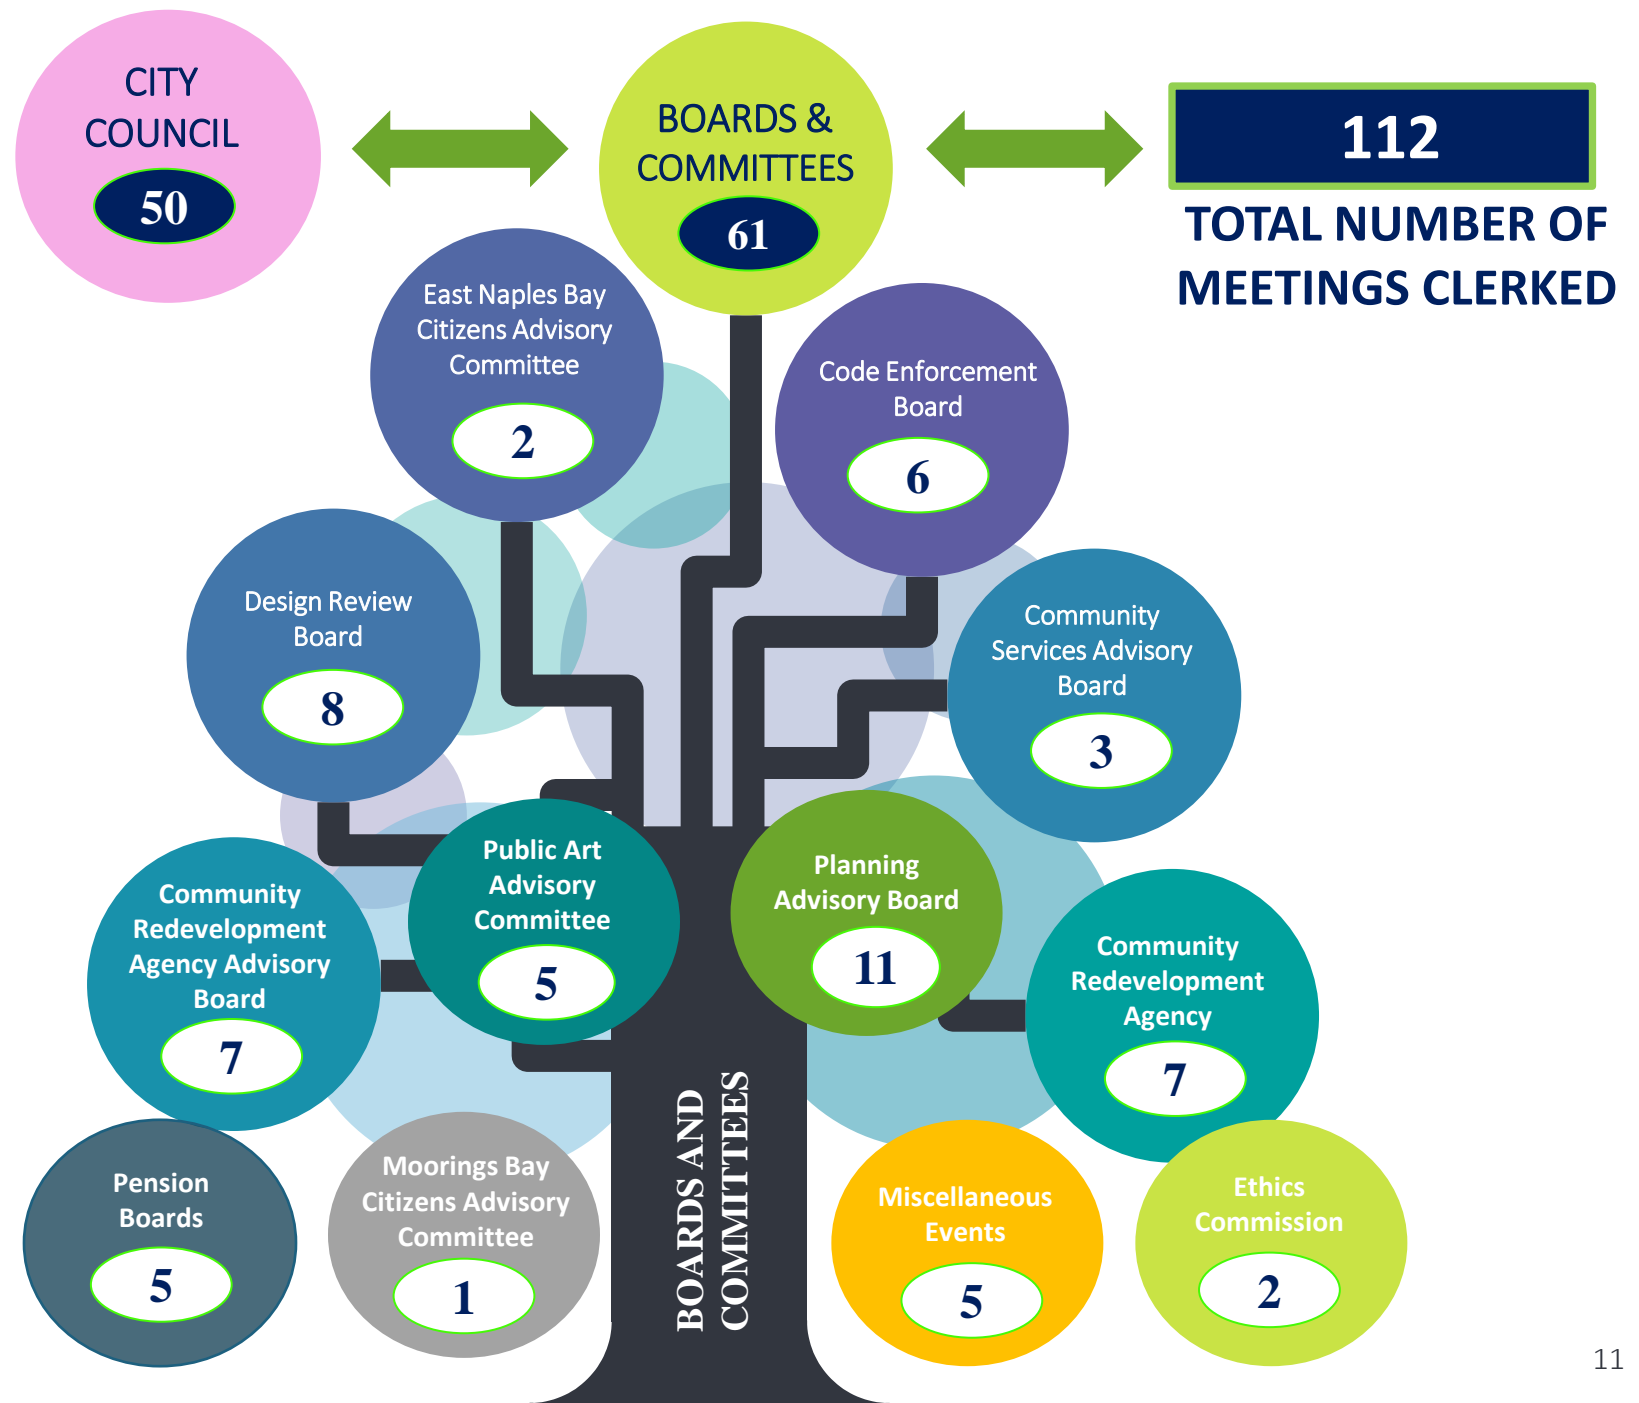 CITY
COUNCIL
50
BOARDS &
COMMITTEES
61
112
TOTAL NUMBER OF
MEETINGS CLERKED
East Naples Bay
Citizens Advisory
Committee
2
Code Enforcement
Board
6
Design Review
Board
8
Community
Services Advisory
Board
3
Community
Redevelopment
Agency Advisory
Board
7
Public Art
Advisory
Committee
5
Planning
Advisory Board
11
Community
Redevelopment
Agency
7
Pension
Boards
5
Moorings Bay
Citizens Advisory
Committee
1
BOARDS AND
COMMITTEES
Miscellaneous
Events
5
Ethics
Commission
2
11